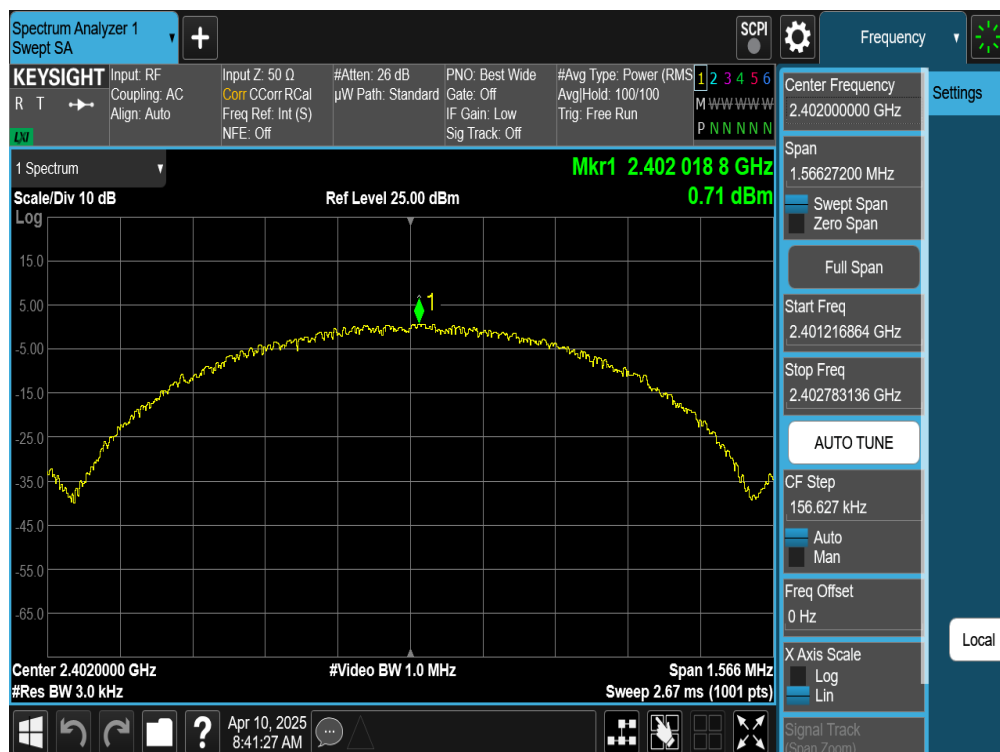 Spectrum Analyzer 1
Swept SA
+
SCPI
Frequency
KEYSIGHT
R T
LXI
Input: RF
Coupling: AC
Align: Auto
Input Z: 50 Ω
Corr CCorr RCal
Freq Ref: Int (S)
NFE: Off
#Atten: 26 dB
µW Path: Standard
PNO: Best Wide
Gate: Off
IF Gain: Low
Sig Track: Off
#Avg Type: Power (RMS
Avg|Hold: 100/100
Trig: Free Run
1 2 3 4 5 6
M W W W W W
P N N N N N
1 Spectrum
Mkr1 2.402 018 8 GHz
0.71 dBm
Scale/Div 10 dB
Ref Level 25.00 dBm
Log
15.0
5.00
-5.00
-15.0
-25.0
-35.0
-45.0
-55.0
-65.0
1
Center 2.4020000 GHz
#Video BW 1.0 MHz
Span 1.566 MHz
#Res BW 3.0 kHz
Sweep 2.67 ms (1001 pts)
Center Frequency
2.402000000 GHz
Settings
Span
1.56627200 MHz
Swept Span
Zero Span
Full Span
Start Freq
2.401216864 GHz
Stop Freq
2.402783136 GHz
AUTO TUNE
CF Step
156.627 kHz
Auto
Man
Freq Offset
0 Hz
Local
X Axis Scale
Log
Lin
Signal Track
(Span Zoom)
?
Apr 10, 2025
8:41:27 AM